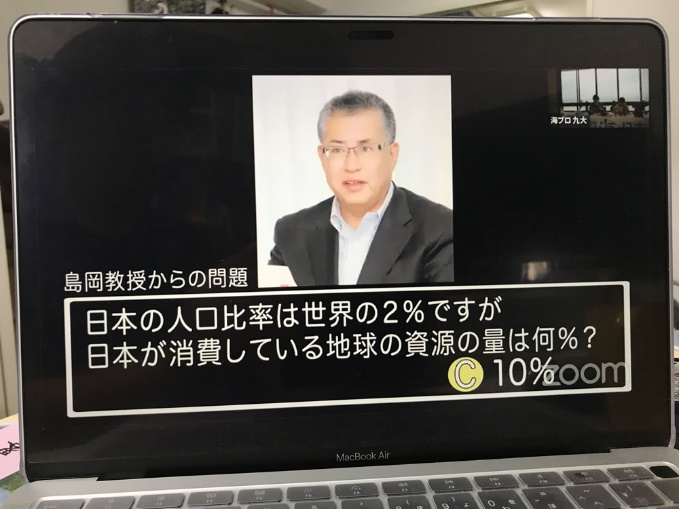 海プロ 九大
島岡教授からの問題
日本の人口比率は世界の2%ですが
日本が消費している地球の資源の量は何%?
C 10%
zoom
MacBook Air